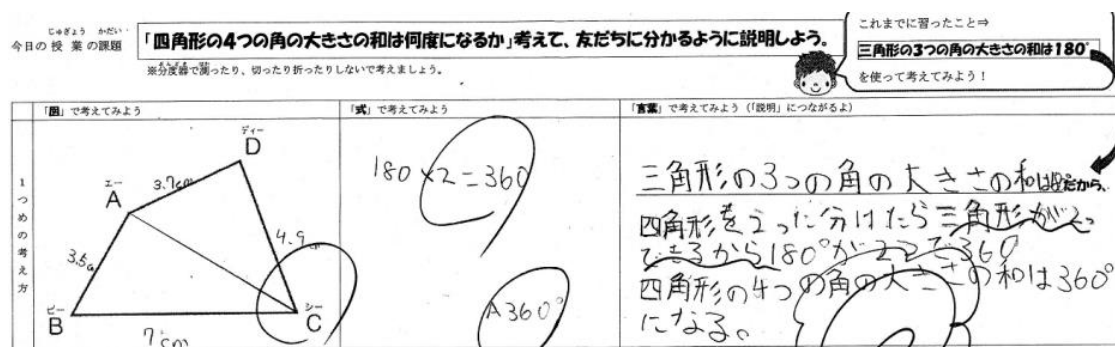 じゅぎょう かだい
今日の授業の課題
「四角形の4つの角の大きさの和は何度になるか」考えて、友だちに分かるように説明しよう。
※分度器で測ったり、切ったり折ったりしないで考えましょう。
これまでに習ったこと⇒
三角形の3つの角の大きさの和は180°
を使って考えてみよう！
「図」で考えてみよう
「式」で考えてみよう
「言葉」で考えてみよう（「説明」につながるよ）
1つめの考え方
ディー
D
エー
A
3.7cm
3.5
4.9
ビー
B
シー
C
7cm
180×2=360
A360°
三角形の3つの角の大きさの和は だから、
四角形を2つに分けたら三角形が2つ
できるから180°が2こで360
四角形の4つの角の大きさの和は360°
になる。